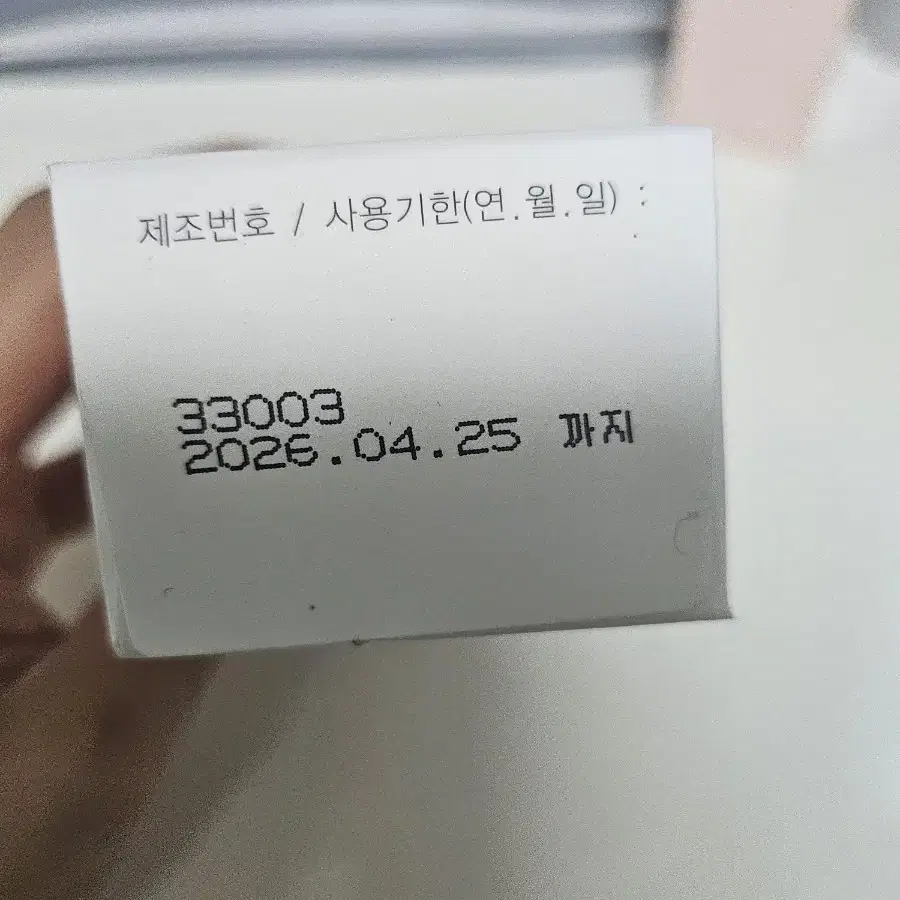 제조번호 / 사용기한(연.월.일) :
33003
2026.04.25 까지